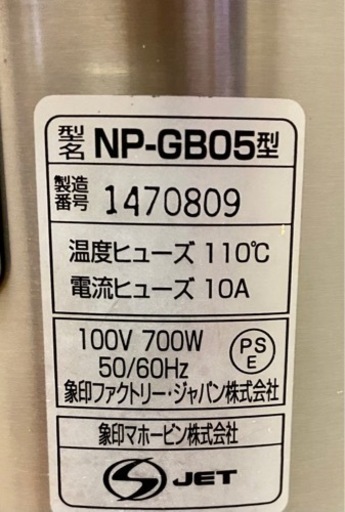 型名 NP-GB05型
製造番号 1470809
温度ヒューズ 110℃
電流ヒューズ 10A
100V 700W
50/60Hz
PSE
象印ファクトリー・ジャパン株式会社
象印マホービン株式会社
S JET